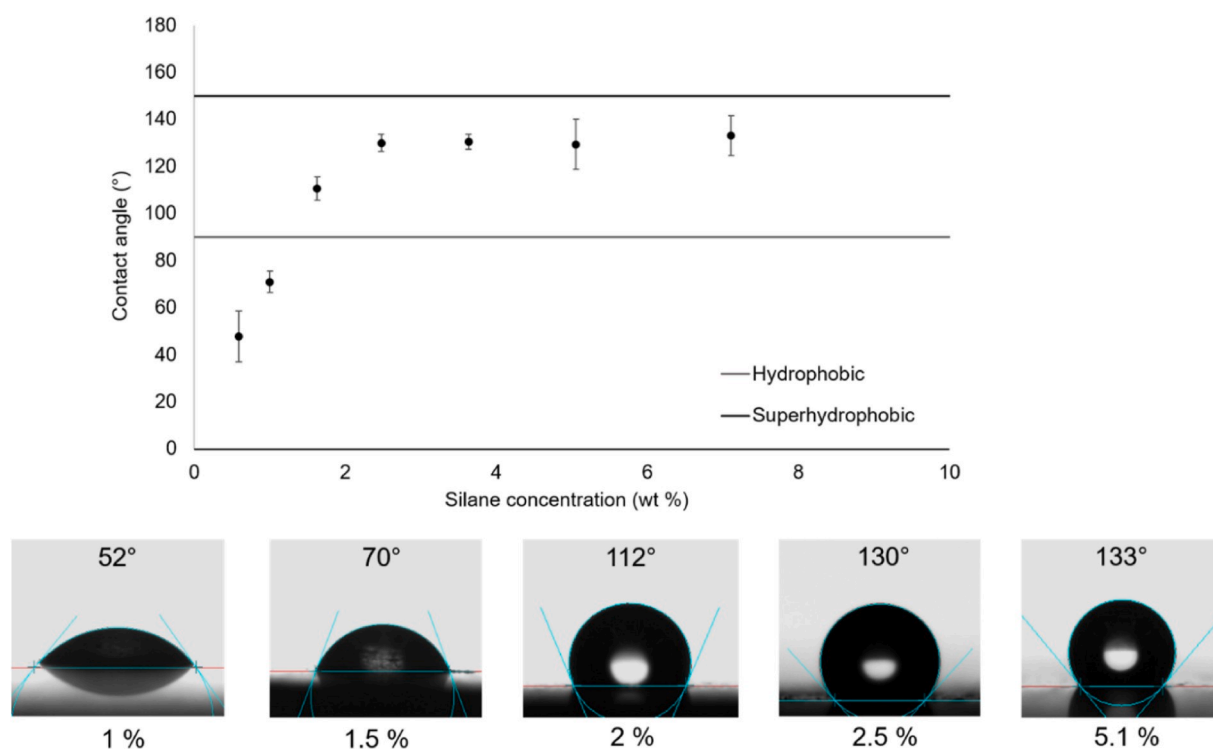 180
160
140
120
100
80
60
40
20
0
Contact angle (°)
Hydrophobic
Superhydrophobic
0 2 4 6 8 10
Silane concentration (wt %)
52° 70° 112° 130° 133°
1 % 1.5 % 2 % 2.5 % 5.1 %